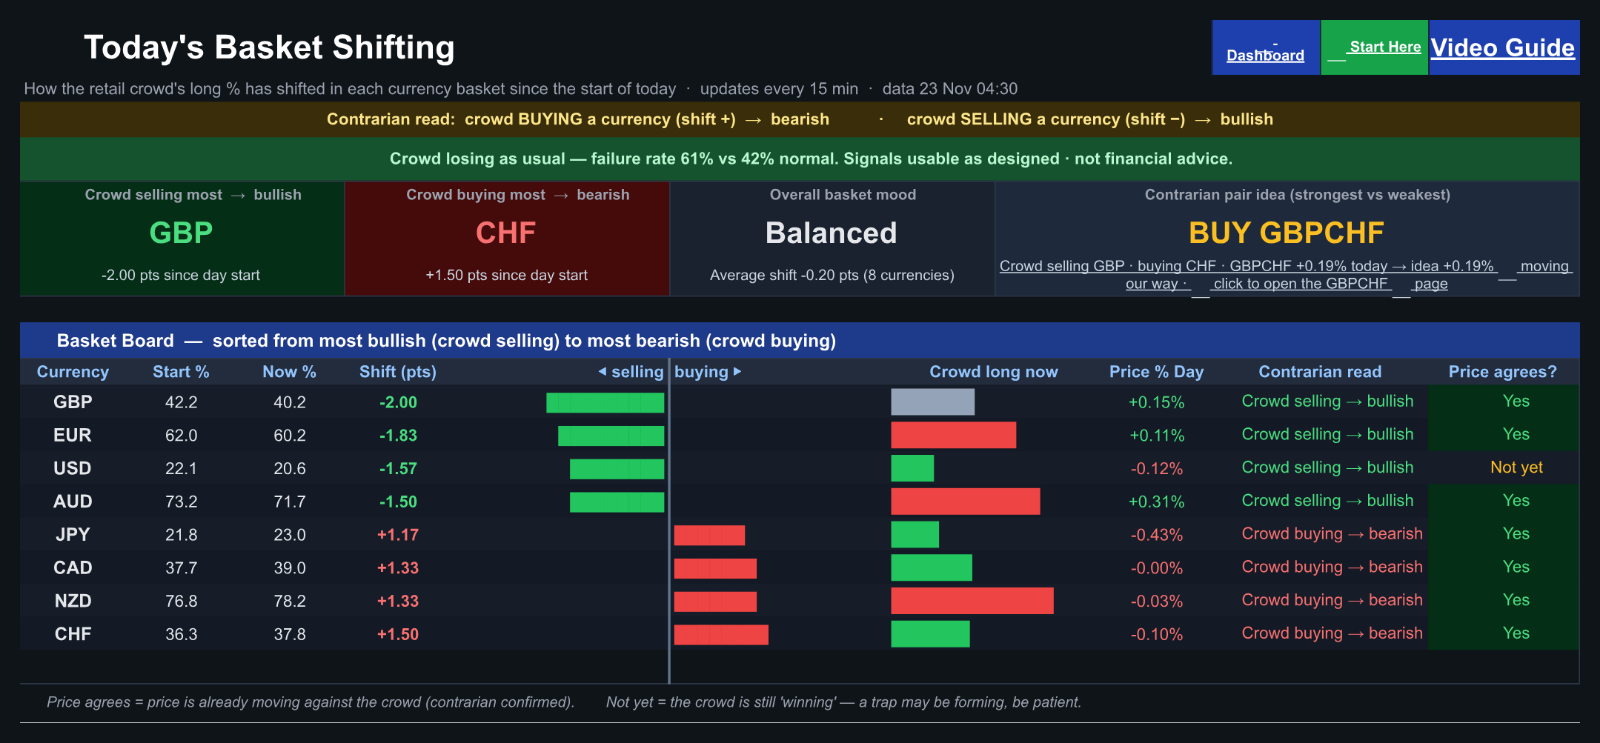 Today's Basket Shifting
Dashboard
Start Here
Video Guide
How the retail crowd's long % has shifted in each currency basket since the start of today · updates every 15 min · data 23 Nov 04:30
Contrarian read: crowd BUYING a currency (shift +) → bearish · crowd SELLING a currency (shift −) → bullish
Crowd losing as usual — failure rate 61% vs 42% normal. Signals usable as designed · not financial advice.
Crowd selling most → bullish
GBP
-2.00 pts since day start
Crowd buying most → bearish
CHF
+1.50 pts since day start
Overall basket mood
Balanced
Average shift -0.20 pts (8 currencies)
Contrarian pair idea (strongest vs weakest)
BUY GBPCHF
Crowd selling GBP · buying CHF · GBPCHF +0.19% today → idea +0.19% moving
our way · click to open the GBPCHF page
Basket Board — sorted from most bullish (crowd selling) to most bearish (crowd buying)
Currency Start % Now % Shift (pts) ◄ selling buying ► Crowd long now Price % Day Contrarian read Price agrees?
GBP 42.2 40.2 -2.00 +0.15% Crowd selling → bullish Yes
EUR 62.0 60.2 -1.83 +0.11% Crowd selling → bullish Yes
USD 22.1 20.6 -1.57 -0.12% Crowd selling → bullish Not yet
AUD 73.2 71.7 -1.50 +0.31% Crowd selling → bullish Yes
JPY 21.8 23.0 +1.17 -0.43% Crowd buying → bearish Yes
CAD 37.7 39.0 +1.33 -0.00% Crowd buying → bearish Yes
NZD 76.8 78.2 +1.33 -0.03% Crowd buying → bearish Yes
CHF 36.3 37.8 +1.50 -0.10% Crowd buying → bearish Yes
Price agrees = price is already moving against the crowd (contrarian confirmed). Not yet = the crowd is still 'winning' — a trap may be forming, be patient.